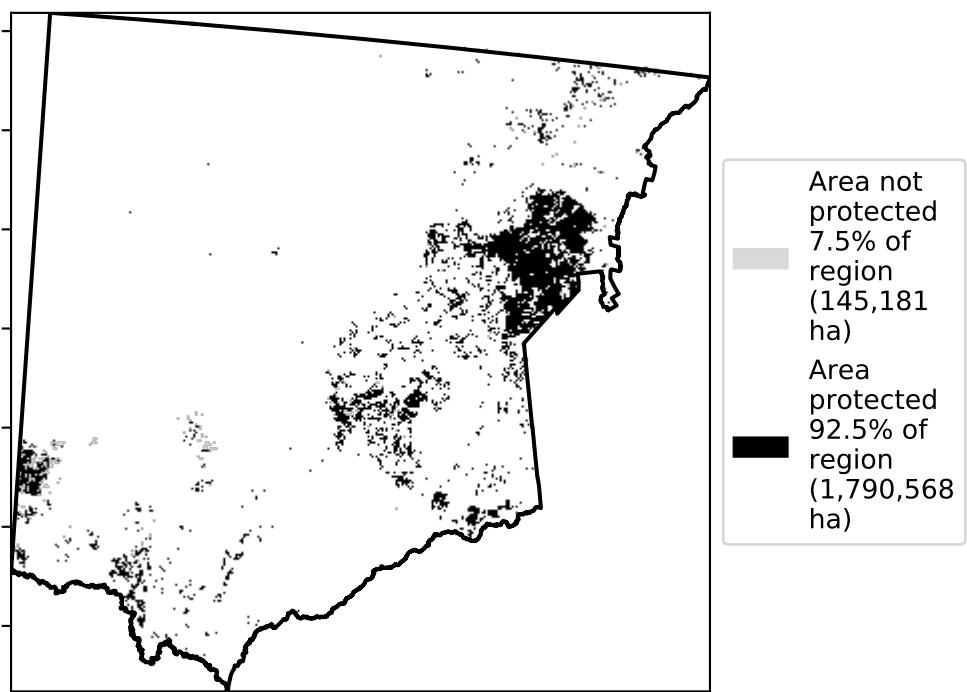 Area not
protected
7.5% of
region
(145,181
ha)
Area
protected
92.5% of
region
(1,790,568
ha)